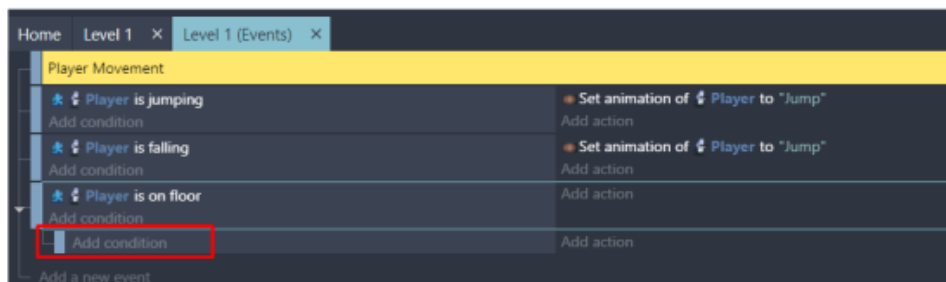 Home Level 1 × Level 1 (Events) ×
Player Movement
Player is jumping Set animation of Player to "Jump"
Add condition Add action
Player is falling Set animation of Player to "Jump"
Add condition Add action
Player is on floor Add action
Add condition
Add condition Add action
Add a new event